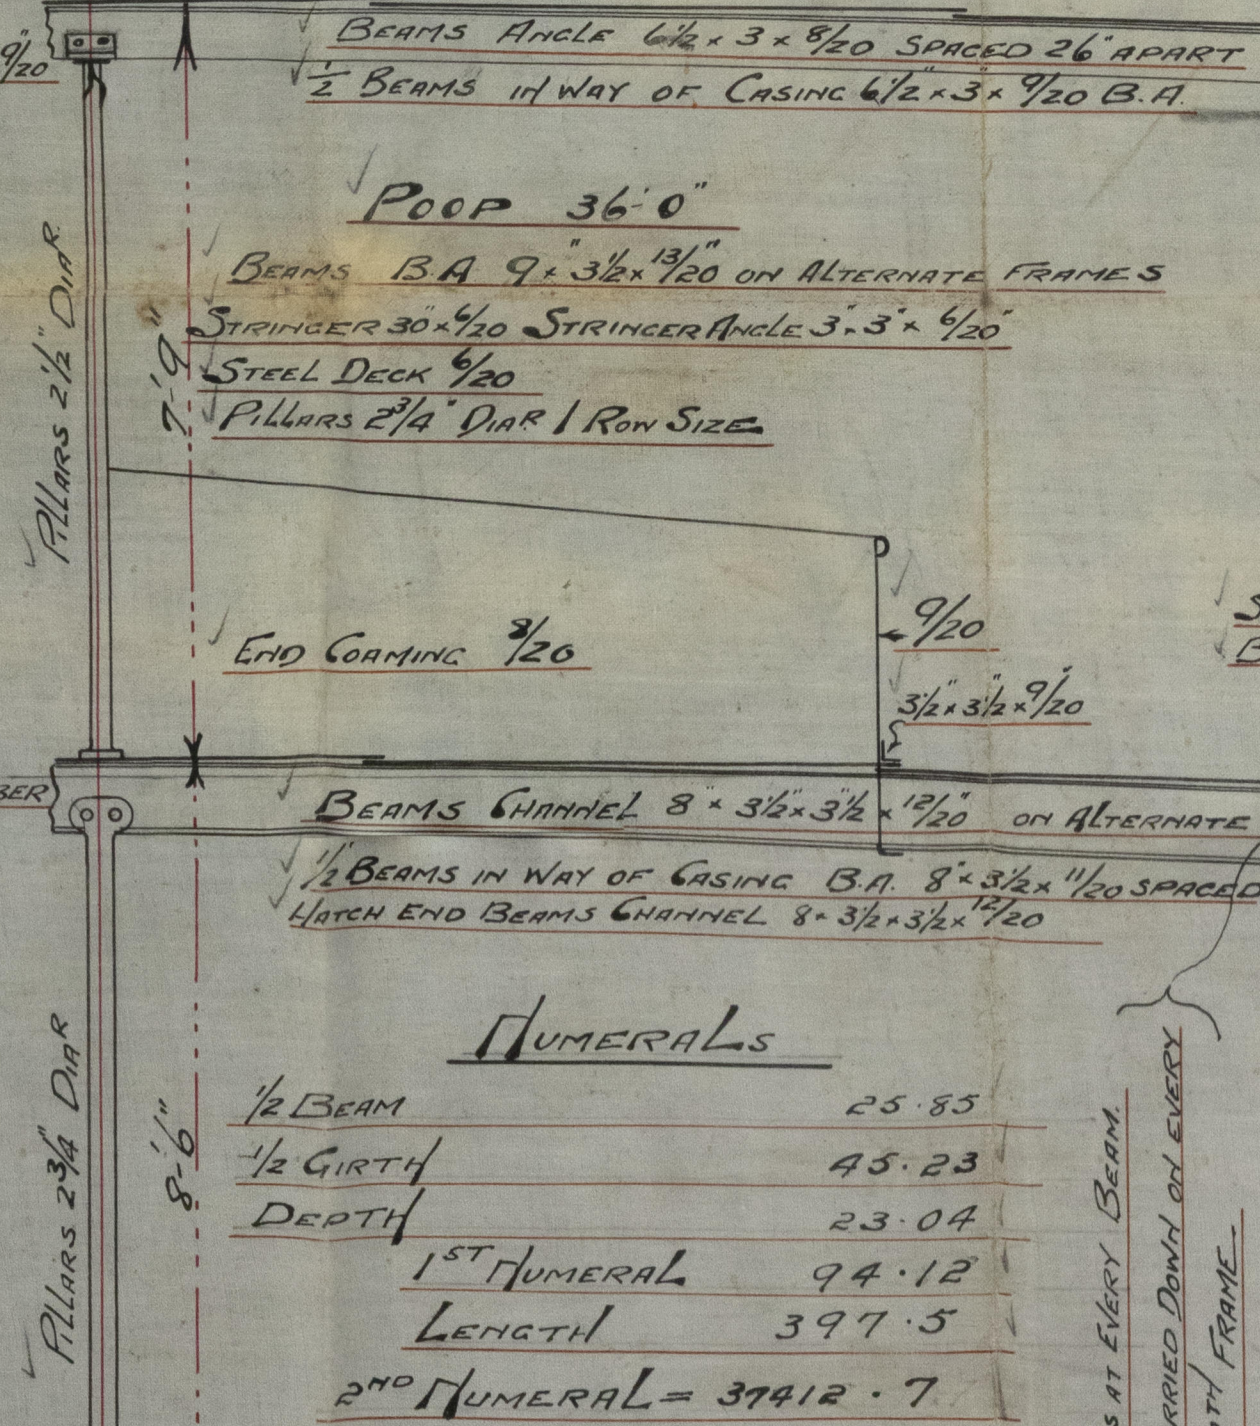 BEAMS ANGLE 6½ × 3 × 8/20 SPACED 26" APART
9/20"
½ BEAMS IN WAY OF CASING 6½" × 3" × 9/20 B.A.
POOP 36'-0"
BEAMS B.A 9" × 3½ × 13/20" ON ALTERNATE FRAMES
STRINGER 30" × 6/20 STRINGER ANGLE 3" × 3" × 6/20"
STEEL DECK 6/20
PILLARS 2¾" DIAR 1 ROW SIZE
PILLARS 2½" DIAR
7'-9"
END COAMING 8/20
9/20
3½" × 3½" × 9/20"
BEAMS CHANNEL 8" × 3½" × 3½" × 12/20" ON ALTERNATE
½ BEAMS IN WAY OF CASING B.A. 8" × 3½ × 11/20 SPACED
HATCH END BEAMS CHANNEL 8 × 3½ × 3½ × 12/20
NUMERALS
½ BEAM 25.85
½ GIRTH 45.23
DEPTH 23.04
1ST NUMERAL 94.12
LENGTH 397.5
2ND NUMERAL = 37412.7
PILLARS 2¾" DIAR
8'-6"
AT EVERY BEAM.
DOWN ON EVERY
FRAME